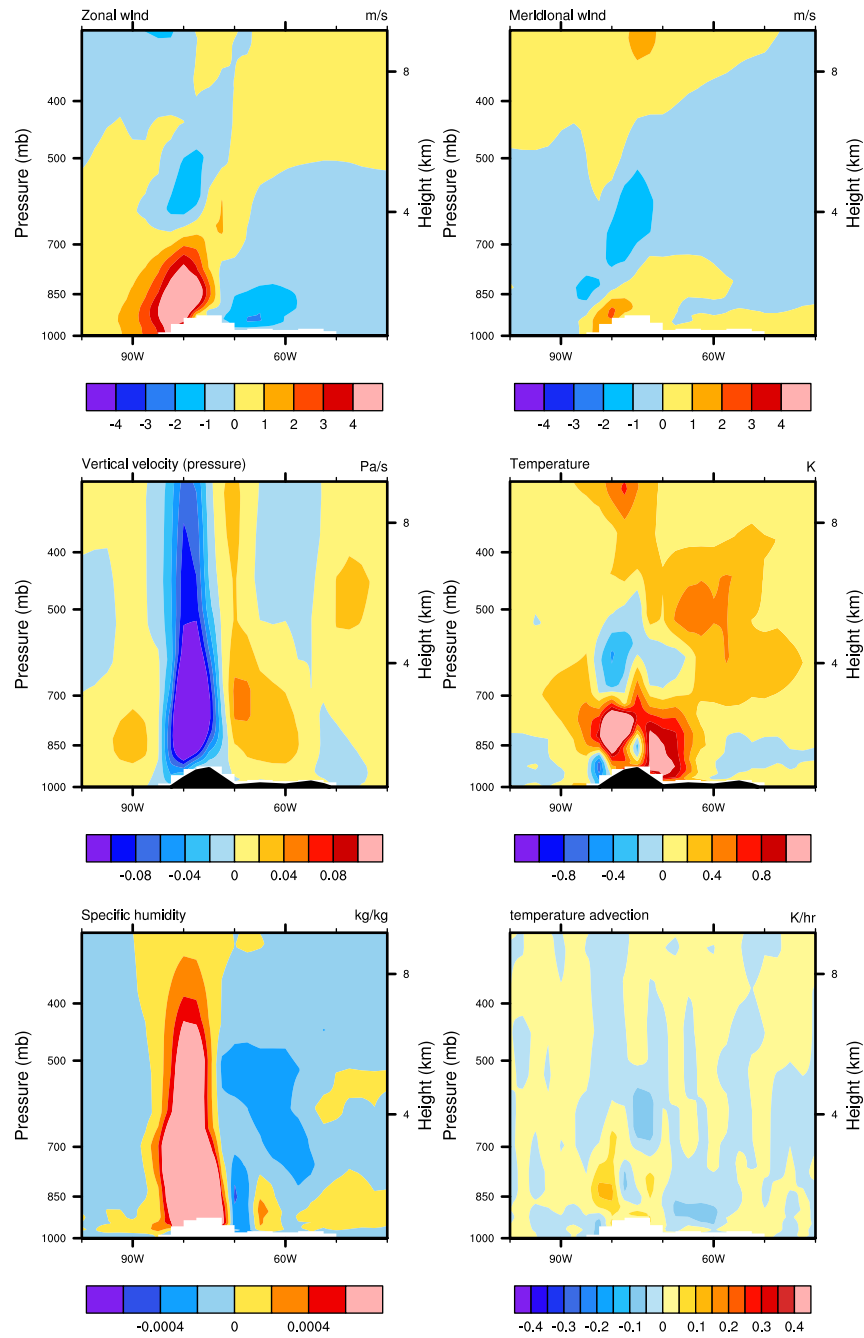 Zonal wind m/s
Meridional wind m/s
Pressure (mb)
400
500
700
850
1000
8
4
Height (km)
90W 60W
-4 -3 -2 -1 0 1 2 3 4
Pressure (mb)
400
500
700
850
1000
8
4
Height (km)
90W 60W
-4 -3 -2 -1 0 1 2 3 4
Vertical velocity (pressure) Pa/s
Temperature K
Pressure (mb)
400
500
700
850
1000
8
4
Height (km)
90W 60W
-0.08 -0.04 0 0.04 0.08
Pressure (mb)
400
500
700
850
1000
8
4
Height (km)
90W 60W
-0.8 -0.4 0 0.4 0.8
Specific humidity kg/kg
temperature advection K/hr
Pressure (mb)
400
500
700
850
1000
8
4
Height (km)
90W 60W
-0.0004 0 0.0004
Pressure (mb)
400
500
700
850
1000
8
4
Height (km)
90W 60W
-0.4 -0.3 -0.2 -0.1 0 0.1 0.2 0.3 0.4